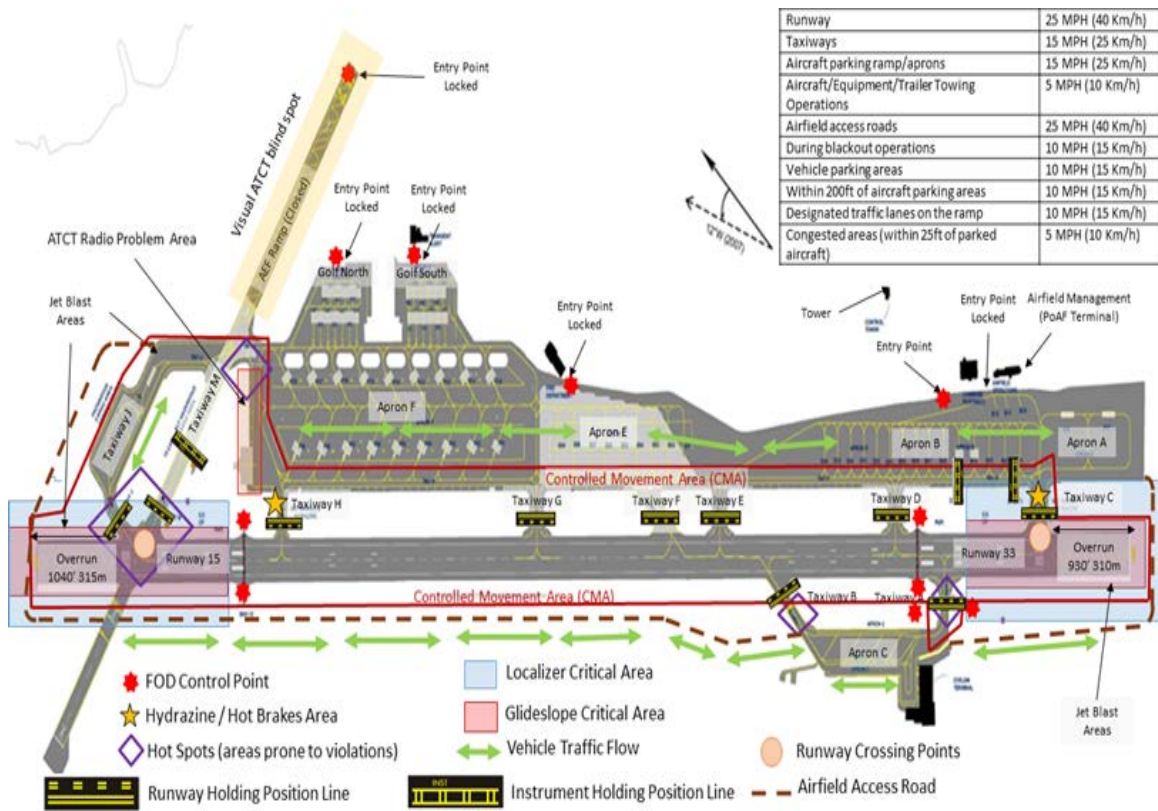 Runway 25 MPH (40 Km/h)
Taxiways 15 MPH (25 Km/h)
Aircraft parking ramp/aprons 15 MPH (25 Km/h)
Aircraft/Equipment/Trailer Towing Operations 5 MPH (10 Km/h)
Airfield access roads 25 MPH (40 Km/h)
During blackout operations 10 MPH (15 Km/h)
Vehicle parking areas 10 MPH (15 Km/h)
Within 200ft of aircraft parking areas 10 MPH (15 Km/h)
Designated traffic lanes on the ramp 10 MPH (15 Km/h)
Congested areas (within 25ft of parked aircraft) 5 MPH (10 Km/h)
12°W (2007)
Entry Point
Locked
Visual ATCT blind spot
AEF Ramp (Closed)
ATCT Radio Problem Area
Entry Point
Locked
Entry Point
Locked
Golf North
Golf South
Jet Blast
Areas
Entry Point
Locked
Tower
Entry Point
Entry Point
Locked
Airfield Management
(PoAF Terminal)
Taxiway J
Taxiway M
Apron F
Apron E
Apron B
Apron A
Controlled Movement Area (CMA)
Taxiway H
Taxiway G
Taxiway F
Taxiway E
Taxiway D
Taxiway C
Overrun
1040' 315m
Runway 15
Runway 33
Overrun
930' 310m
Controlled Movement Area (CMA)
Taxiway B
Apron C
Jet Blast
Areas
FOD Control Point
Hydrazine / Hot Brakes Area
Hot Spots (areas prone to violations)
Runway Holding Position Line
Localizer Critical Area
Glideslope Critical Area
Vehicle Traffic Flow
INST
Instrument Holding Position Line
Runway Crossing Points
Airfield Access Road